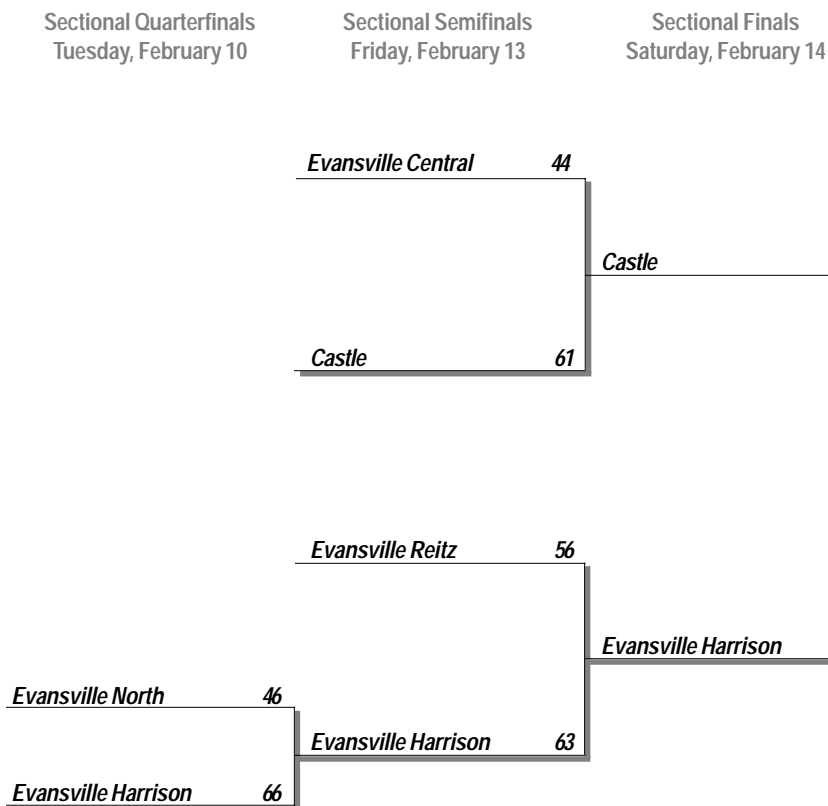 Sectional Quarterfinals
Tuesday, February 10
Sectional Semifinals
Friday, February 13
Sectional Finals
Saturday, February 14
Evansville Central 44
Castle
Castle 61
Evansville Reitz 56
Evansville Harrison
Evansville North 46
Evansville Harrison 63
Evansville Harrison 66